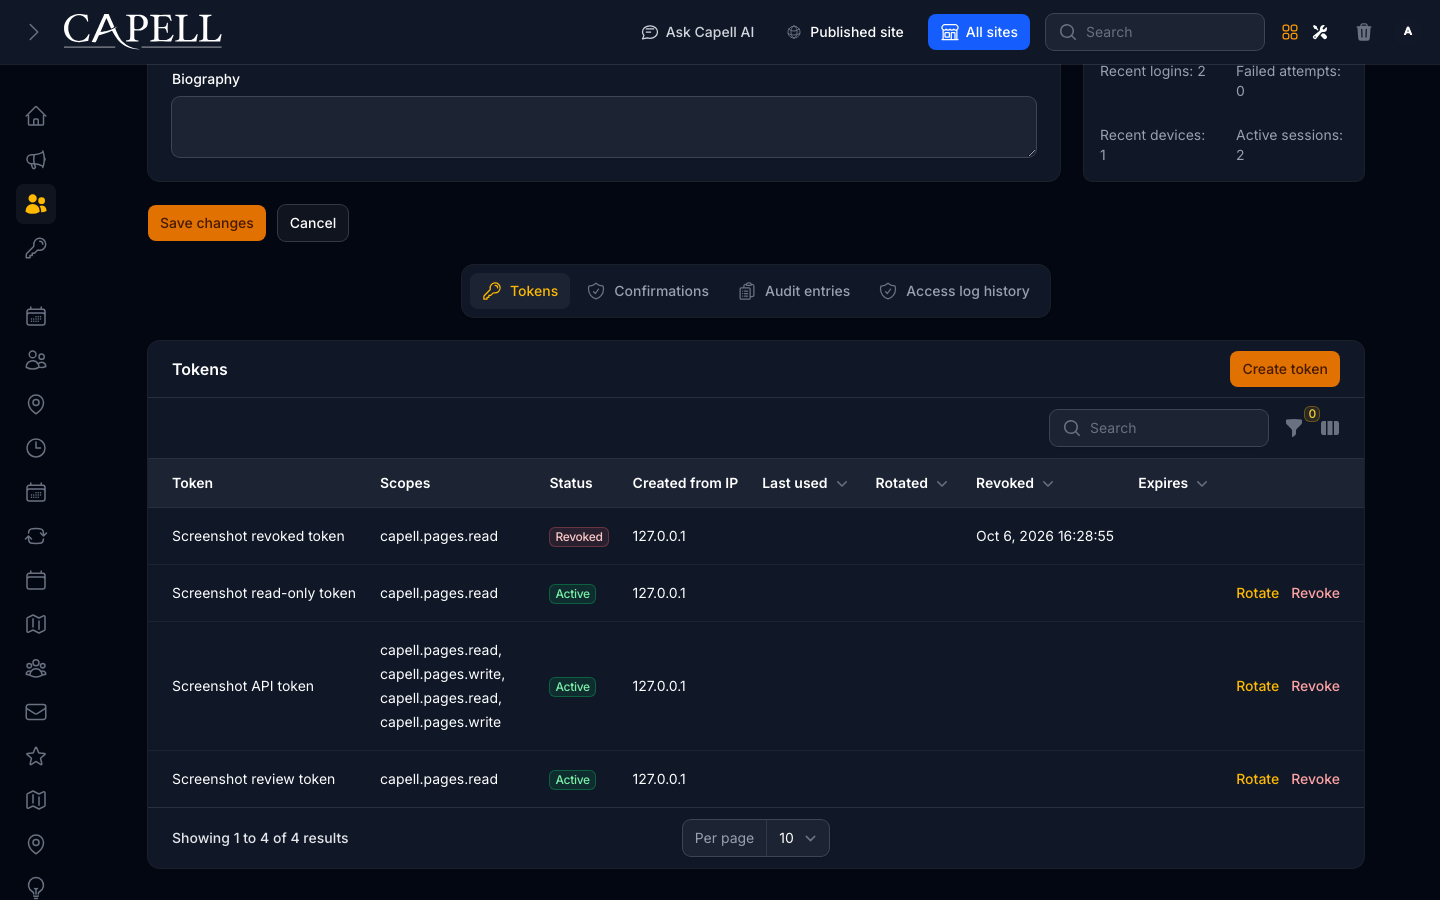 CAPELL
Ask Capell AI
Published site
All sites
Search
A
Biography
Recent logins: 2
Failed attempts:
0
Recent devices:
1
Active sessions:
2
Save changes
Cancel
Tokens
Confirmations
Audit entries
Access log history
Tokens
Create token
Search
0
Token Scopes Status Created from IP Last used Rotated Revoked Expires
Screenshot revoked token capell.pages.read Revoked 127.0.0.1 Oct 6, 2026 16:28:55
Screenshot read-only token capell.pages.read Active 127.0.0.1 Rotate Revoke
capell.pages.read,
capell.pages.write,
Screenshot API token Active 127.0.0.1 Rotate Revoke
capell.pages.read,
capell.pages.write
Screenshot review token capell.pages.read Active 127.0.0.1 Rotate Revoke
Showing 1 to 4 of 4 results
Per page 10